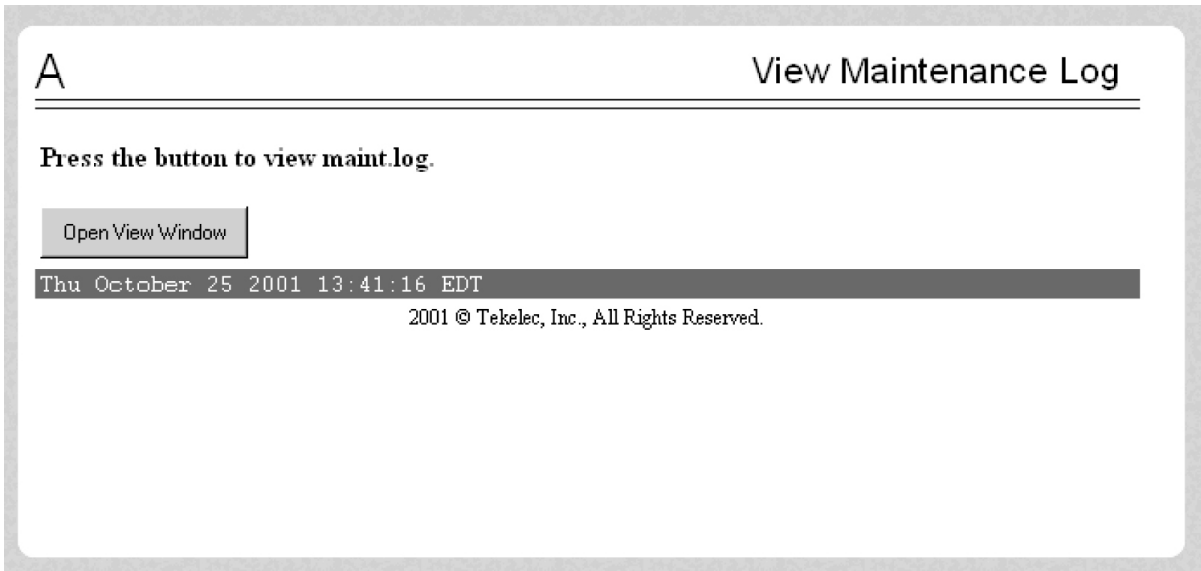 A
View Maintenance Log
Press the button to view maint.log.
Open View Window
Thu October 25 2001 13:41:16 EDT
2001 © Tekelec, Inc., All Rights Reserved.